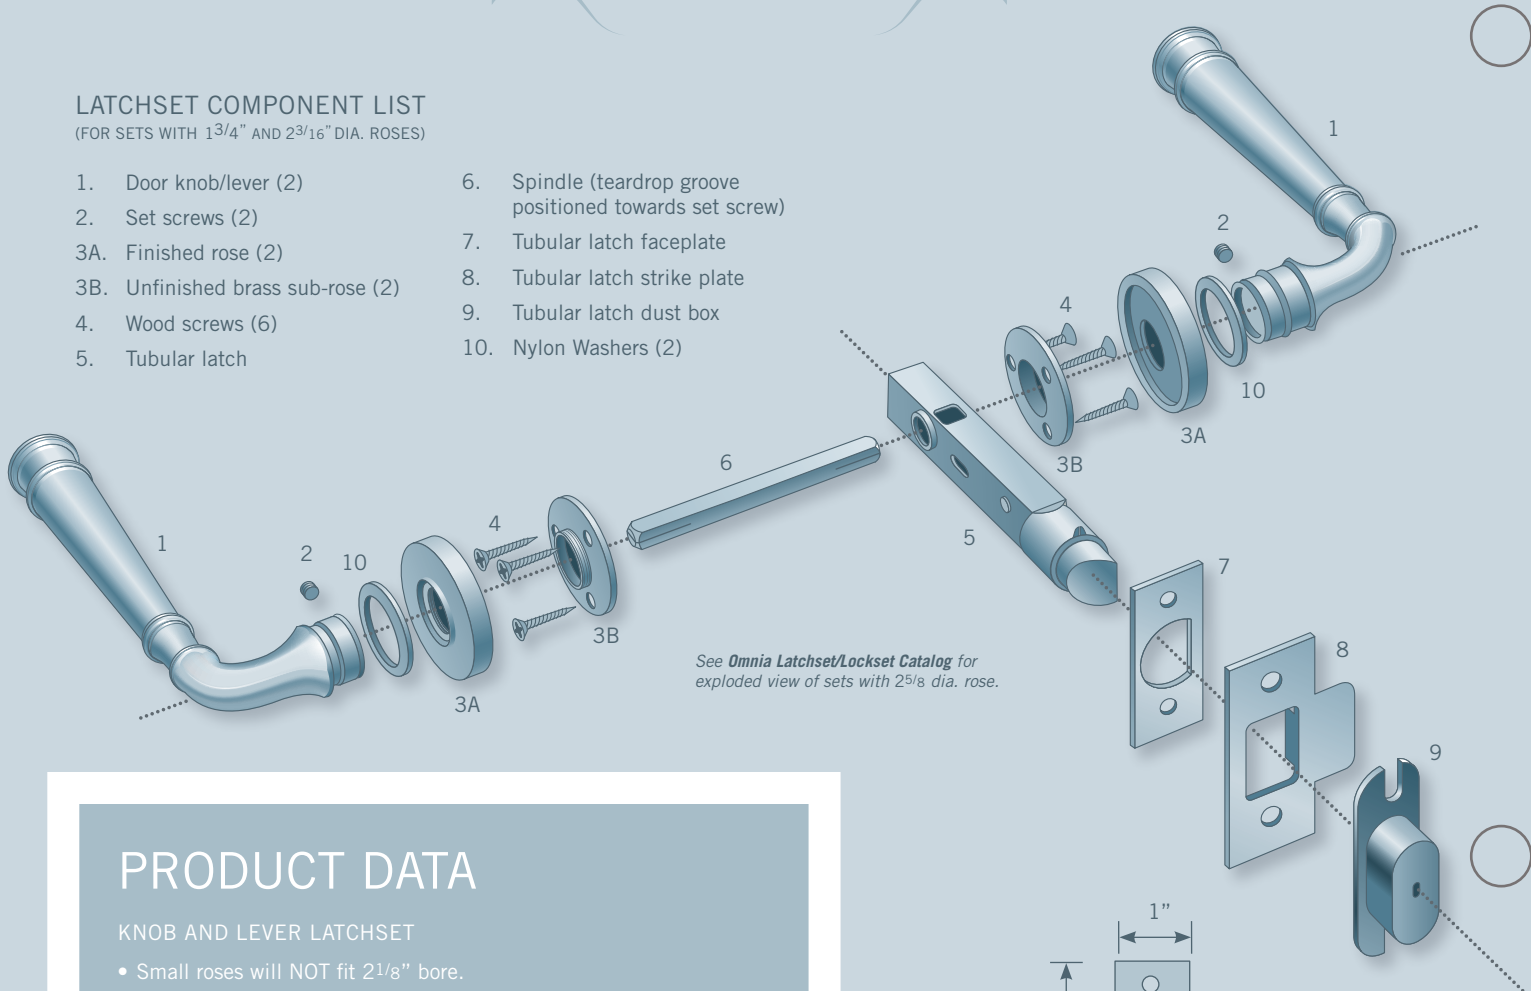 LATCHSET COMPONENT LIST
(FOR SETS WITH 13/4” AND 23/16” DIA. ROSES)
1. Door knob/lever (2)
2. Set screws (2)
3A. Finished rose (2)
3B. Unfinished brass sub-rose (2)
4. Wood screws (6)
5. Tubular latch
6. Spindle (teardrop groove
positioned towards set screw)
7. Tubular latch faceplate
8. Tubular latch strike plate
9. Tubular latch dust box
10. Nylon Washers (2)
1
2
4
10
3A
3B
6
5
4
2
10
1
3B
3A
7
8
9
See Omnia Latchset/Lockset Catalog for
exploded view of sets with 25/8 dia. rose.
PRODUCT DATA
KNOB AND LEVER LATCHSET
• Small roses will NOT fit 21/8” bore.
1”